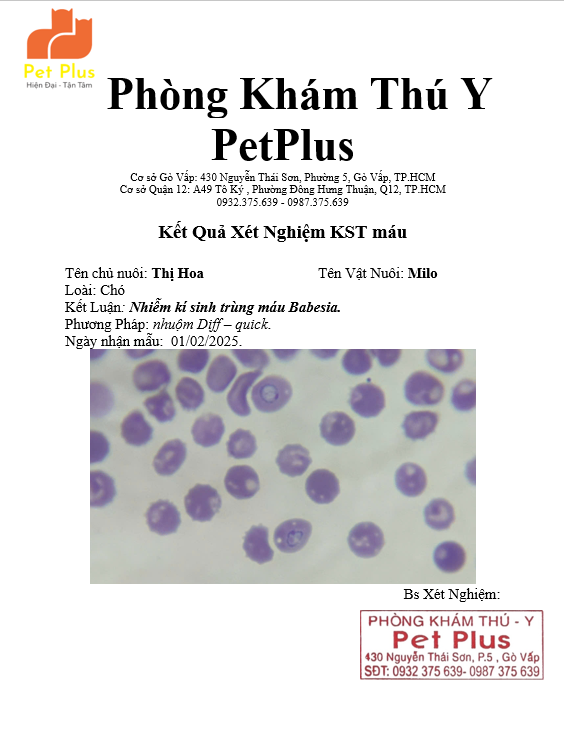 Pet Plus
Hiện Đại - Tận Tâm
Phòng Khám Thú Y
PetPlus
Cơ sở Gò Vấp: 430 Nguyễn Thái Sơn, Phường 5, Gò Vấp, TP.HCM
Cơ sở Quận 12: A49 Tô Ký , Phường Đông Hưng Thuận, Q12, TP.HCM
0932.375.639 - 0987.375.639
Kết Quả Xét Nghiệm KST máu
Tên chủ nuôi: Thị Hoa Tên Vật Nuôi: Milo
Loài: Chó
Kết Luận: Nhiễm kí sinh trùng máu Babesia.
Phương Pháp: nhuộm Diff – quick.
Ngày nhận mẫu: 01/02/2025.
Bs Xét Nghiệm:
PHÒNG KHÁM THÚ - Y
Pet Plus
430 Nguyễn Thái Sơn, P.5 , Gò Vấp
SĐT: 0932 375 639- 0987 375 639